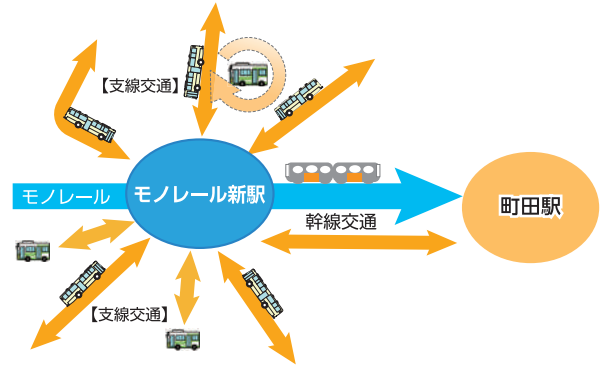 【支線交通】
モノレール
モノレール新駅
町田駅
幹線交通
【支線交通】